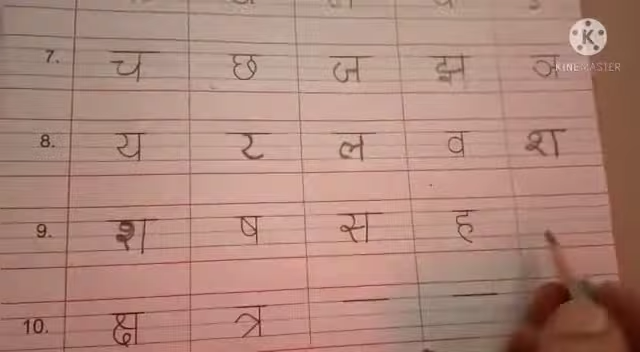 K KINEMASTER
7. च छ ज झ ञ
8. य र ल व श
9. श ष स ह
10. क्ष त्र